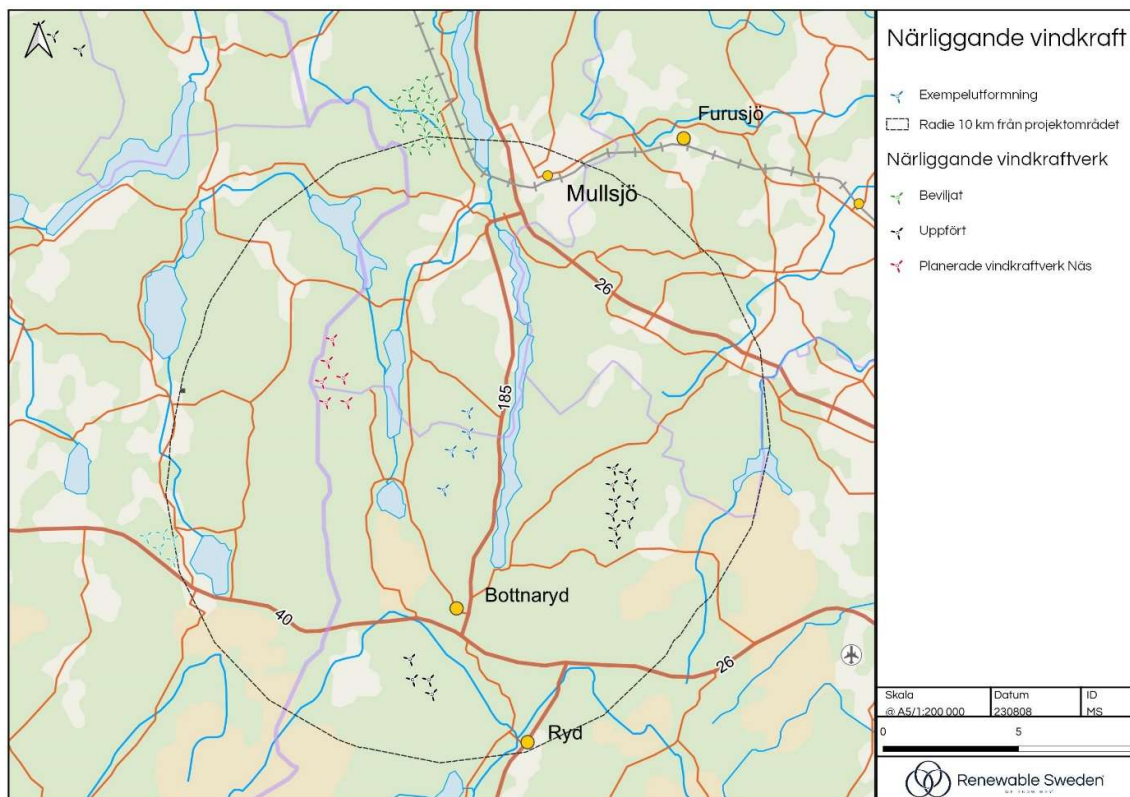 Närliggande vindkraft
Exempelutformning
Radie 10 km från projektområdet
Närliggande vindkraftverk
Beviljat
Uppfört
Planerade vindkraftverk Näs
Furusjö
Mullsjö
26
185
Bottnaryd
40
26
Ryd
Skala
Datum
ID
@ A5/1:200 000
230808
MS
0
5
Renewable Sweden